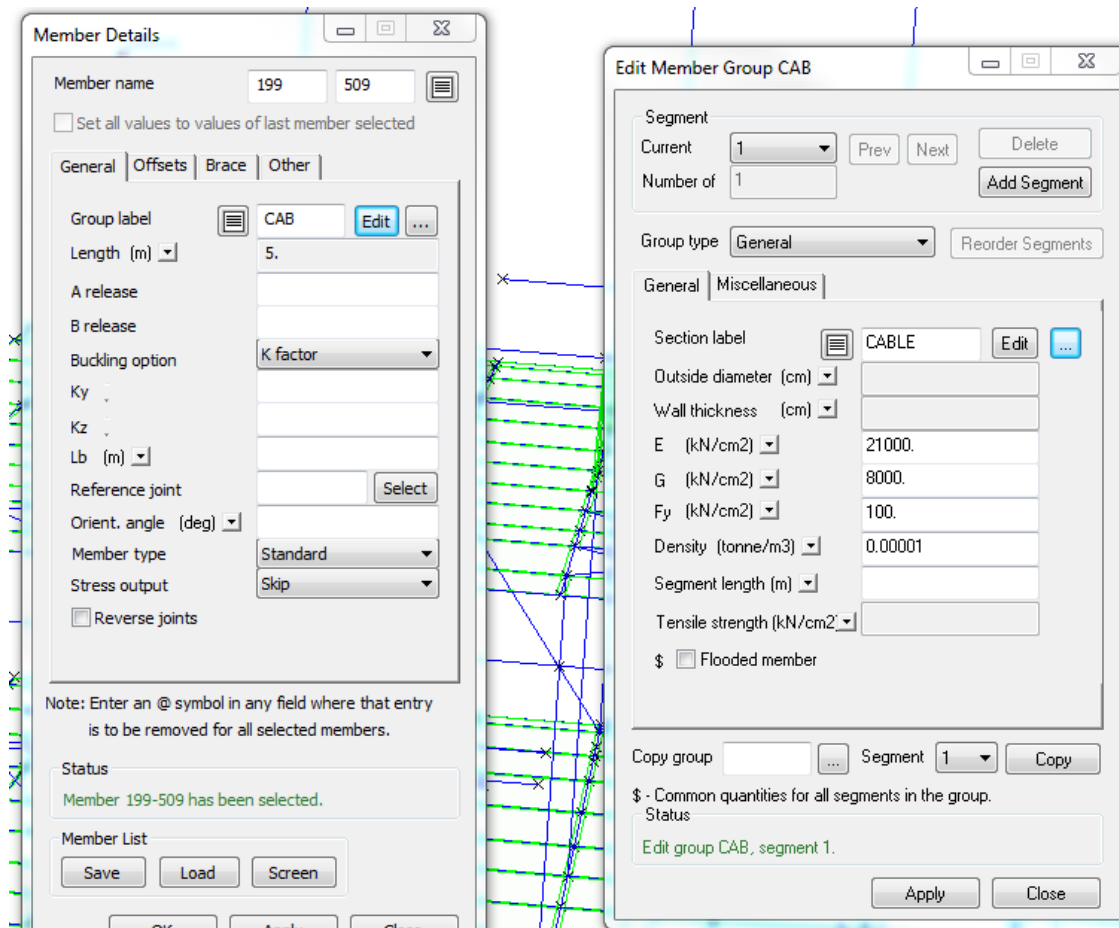 Member Details
Member name 199 509
Set all values to values of last member selected
General Offsets Brace Other
Group label CAB Edit ...
Length (m) 5.
A release
B release
Buckling option K factor
Ky
Kz
Lb (m)
Reference joint Select
Orient. angle (deg)
Member type Standard
Stress output Skip
Reverse joints
Note: Enter an @ symbol in any field where that entry
is to be removed for all selected members.
Status
Member 199-509 has been selected.
Member List
Save Load Screen
Edit Member Group CAB
Segment
Current 1 Prev Next Delete
Number of 1 Add Segment
Group type General Reorder Segments
General Miscellaneous
Section label CABLE Edit ...
Outside diameter (cm)
Wall thickness (cm)
E (kN/cm2) 21000.
G (kN/cm2) 8000.
Fy (kN/cm2) 100.
Density (tonne/m3) 0.00001
Segment length (m)
Tensile strength (kN/cm2)
$ Flooded member
Copy group ... Segment 1 Copy
$ - Common quantities for all segments in the group.
Status
Edit group CAB, segment 1.
Apply Close